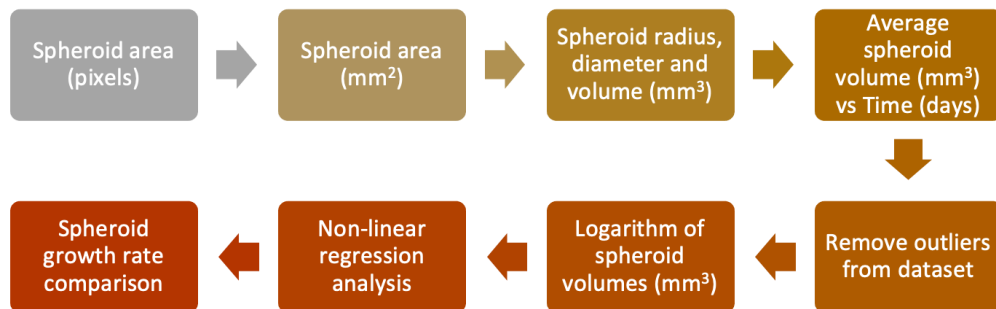 Spheroid area
(pixels)
Spheroid area
(mm²)
Spheroid radius,
diameter and
volume (mm³)
Average
spheroid
volume (mm³)
vs Time (days)
Remove outliers
from dataset
Logarithm of
spheroid
volumes (mm³)
Non-linear
regression
analysis
Spheroid
growth rate
comparison